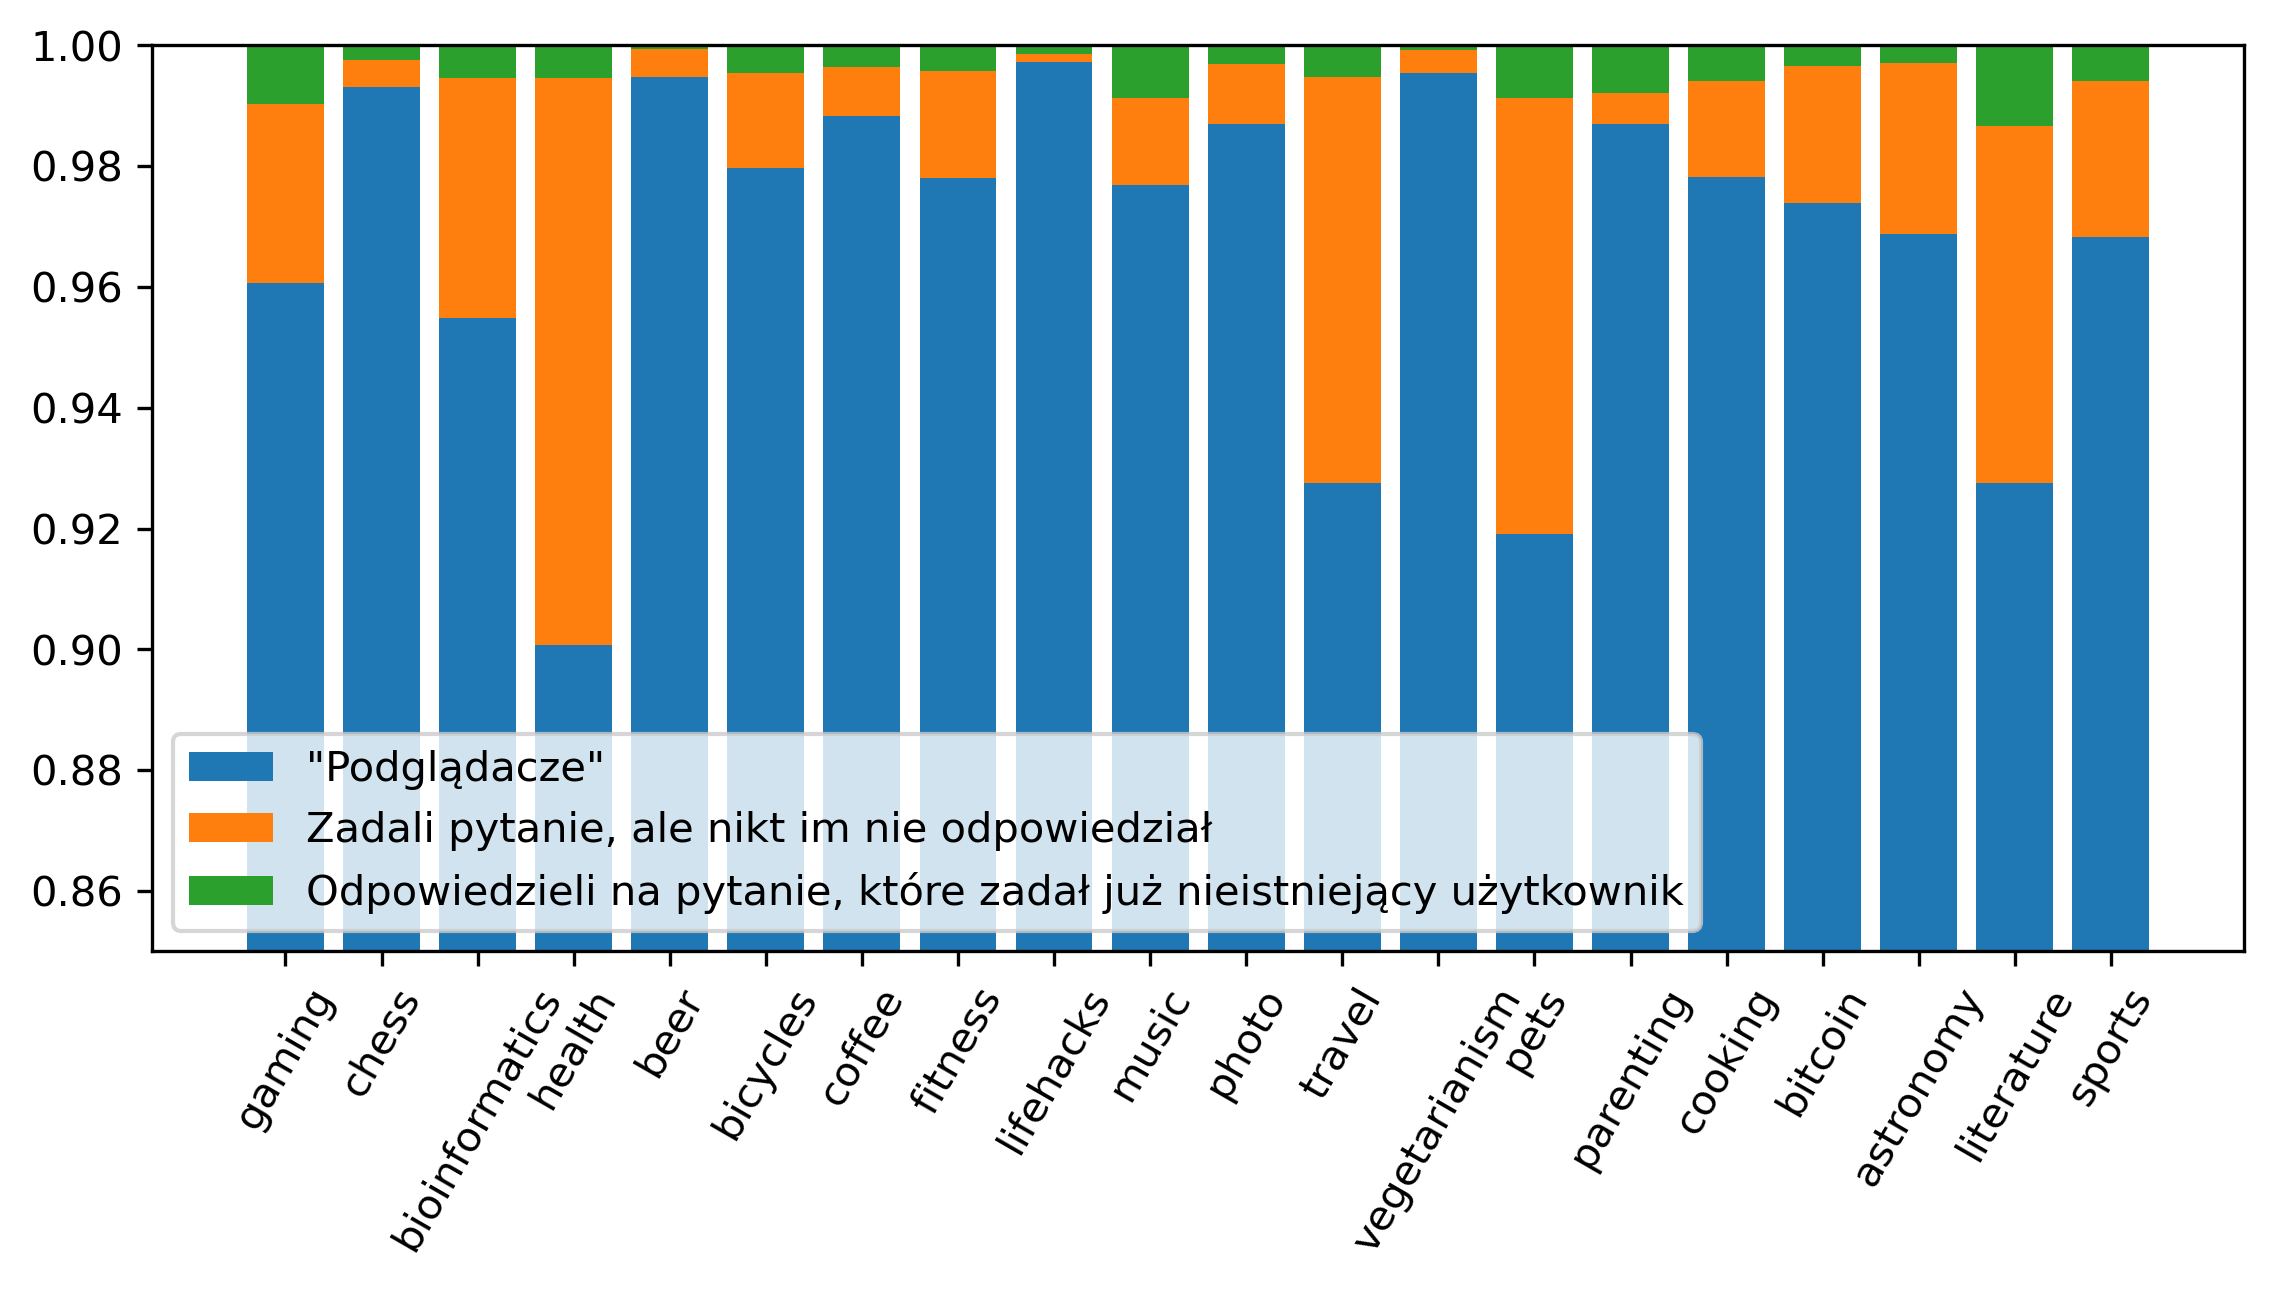 1.00
0.98
0.96
0.94
0.92
0.90
0.88
0.86
"Podglądacze"
Zadali pytanie, ale nikt im nie odpowiedział
Odpowiedzieli na pytanie, które zadał już nieistniejący użytkownik
gaming
chess
bioinformatics
health
beer
bicycles
coffee
fitness
lifehacks
music
photo
travel
vegetarianism
pets
parenting
cooking
bitcoin
astronomy
literature
sports